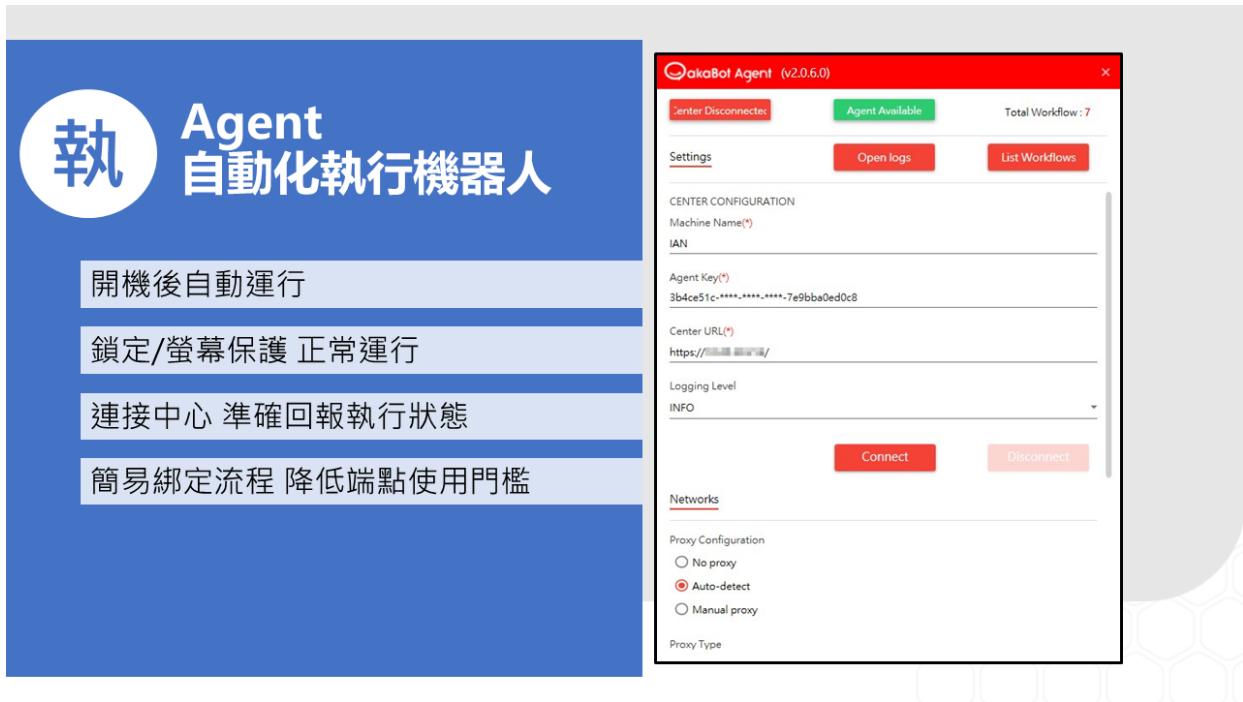 執
Agent
自動化執行機器人
開機後自動運行
鎖定/螢幕保護 正常運行
連接中心 準確回報執行狀態
簡易綁定流程 降低端點使用門檻
akaBot Agent (v2.0.6.0)
Center Disconnected
Agent Available
Total Workflow : 7
Settings
Open logs
List Workflows
CENTER CONFIGURATION
Machine Name(*)
IAN
Agent Key(*)
3b4ce51c-****-****-****-7e9bba0ed0c8
Center URL(*)
https:// /
Logging Level
INFO
Connect
Disconnect
Networks
Proxy Configuration
No proxy
Auto-detect
Manual proxy
Proxy Type